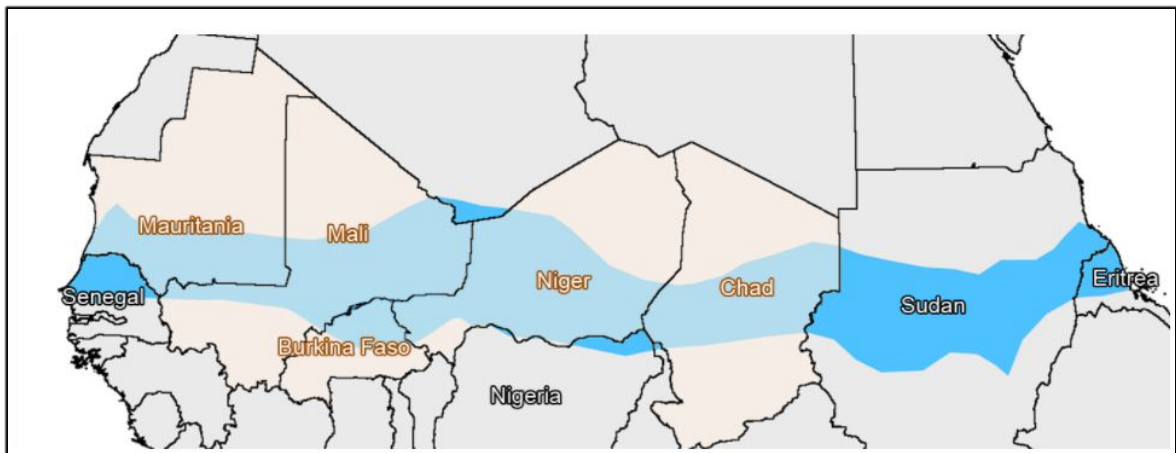 Mauritania
Mali
Niger
Chad
Senegal
Sudan
Eritrea
Burkina Faso
Nigeria